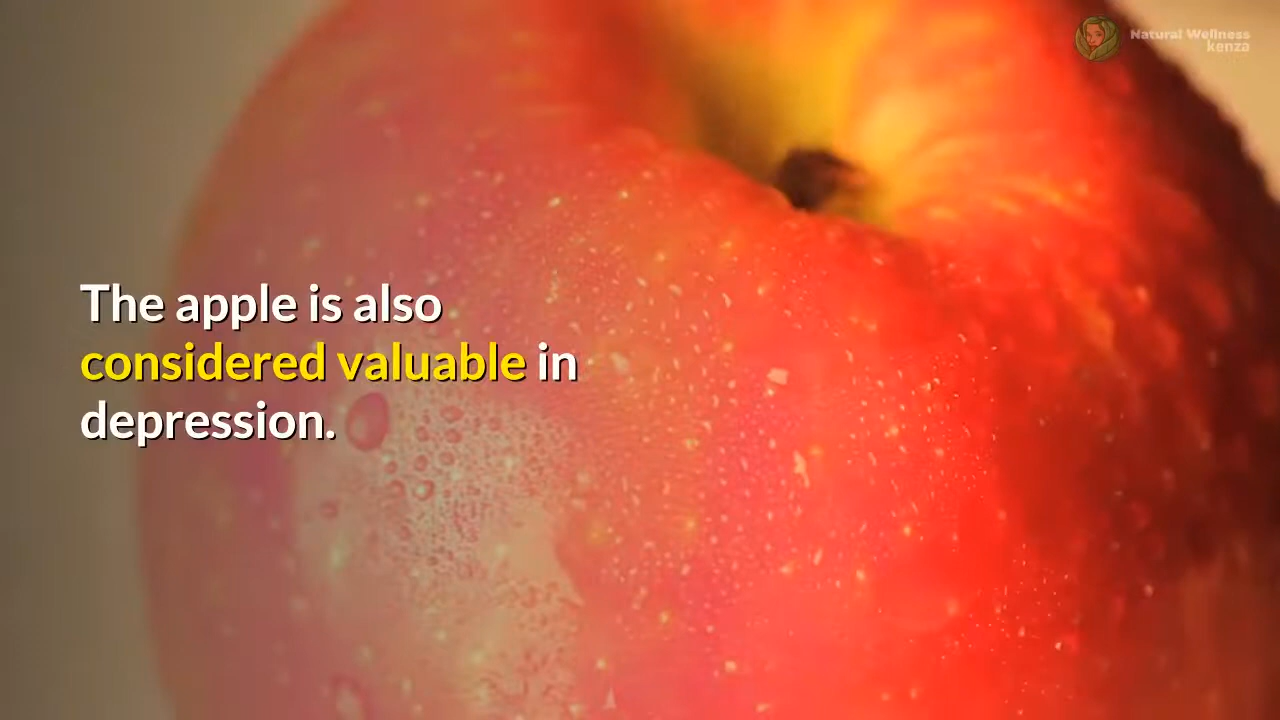 Natural Wellness
kenza
The apple is also
considered valuable in
depression.